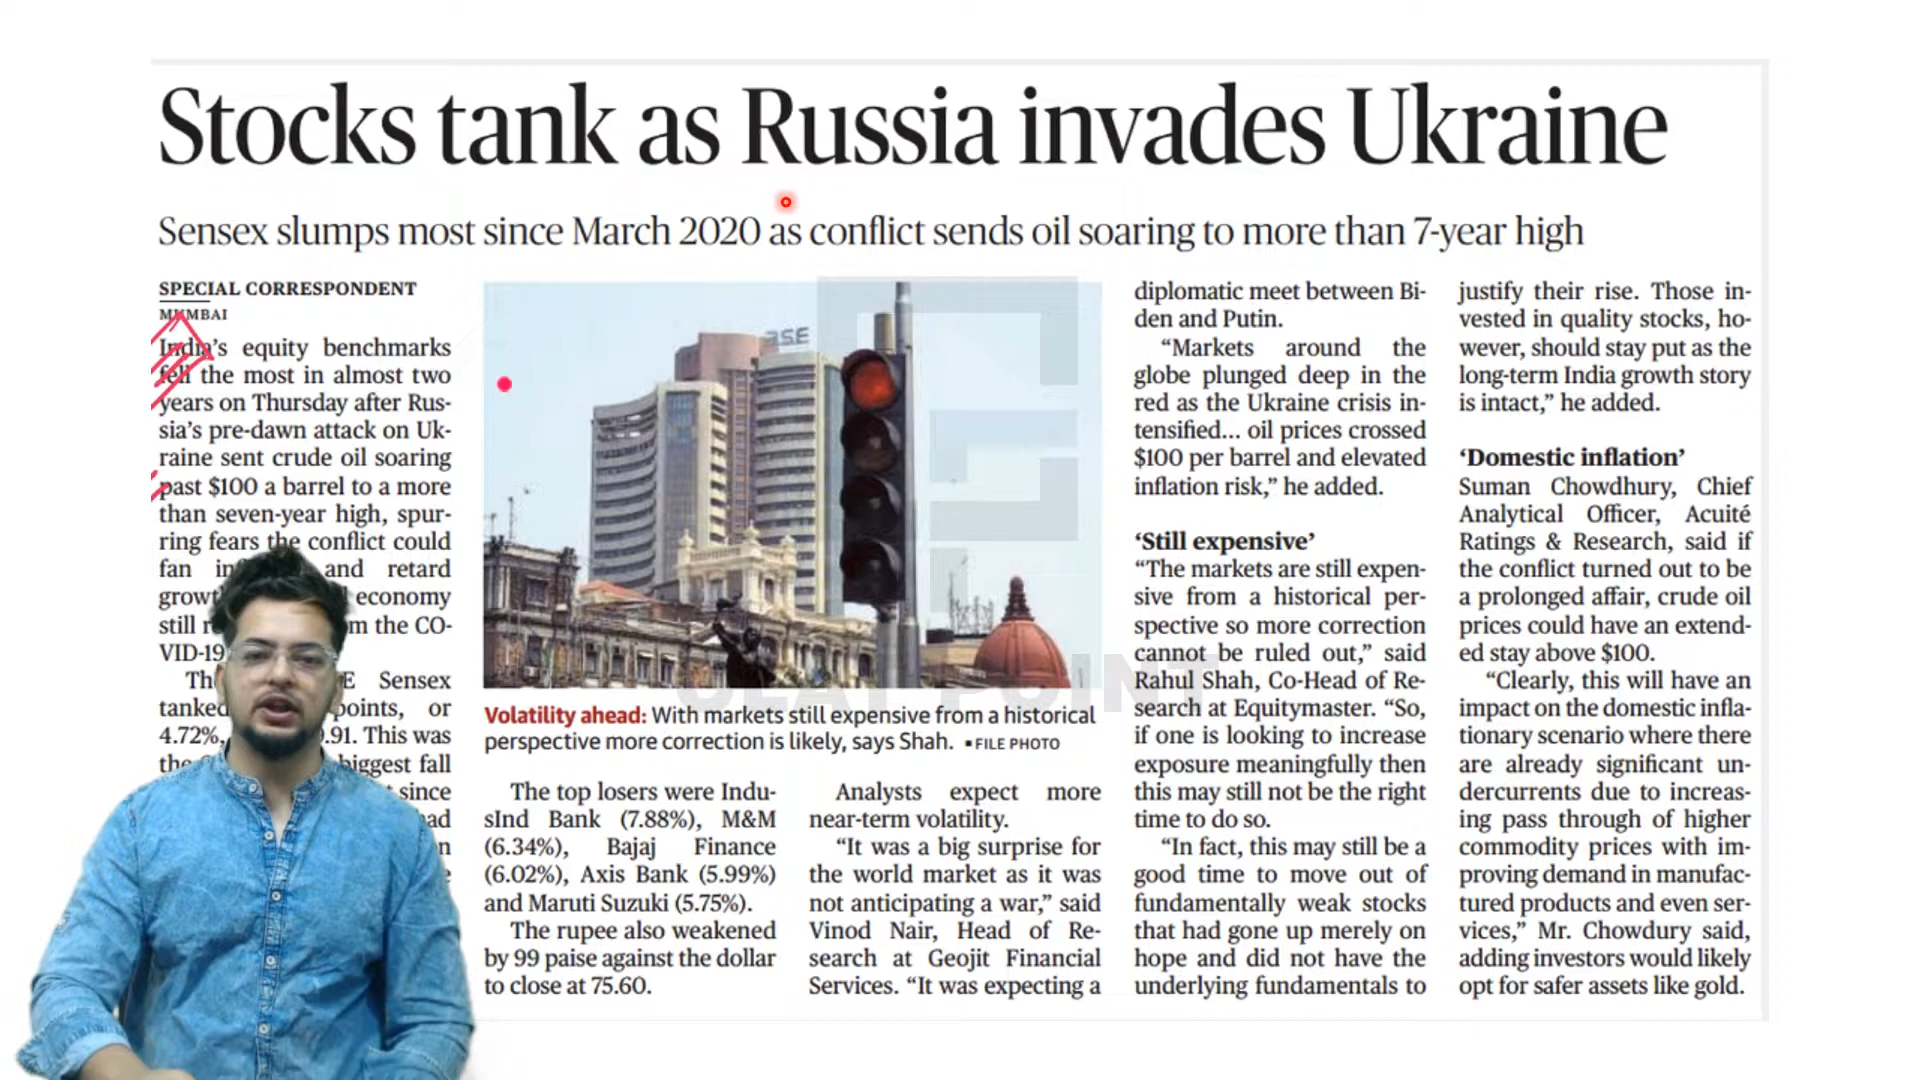 Stocks tank as Russia invades Ukraine
Sensex slumps most since March 2020 as conflict sends oil soaring to more than 7-year high
SPECIAL CORRESPONDENT
MUMBAI
India's equity benchmarks
fell the most in almost two
years on Thursday after Rus-
sia's pre-dawn attack on Uk-
raine sent crude oil soaring
past $100 a barrel to a more
than seven-year high, spur-
ring fears the conflict could
fan and retard
economy
still the CO-
VID-19
Sensex
tanked points, or
4.72%, .91. This was
the biggest fall
since
BSE
Volatility ahead: With markets still expensive from a historical
perspective more correction is likely, says Shah. ▪ FILE PHOTO
The top losers were Indu-
sInd Bank (7.88%), M&M
(6.34%), Bajaj Finance
(6.02%), Axis Bank (5.99%)
and Maruti Suzuki (5.75%).
The rupee also weakened
by 99 paise against the dollar
to close at 75.60.
Analysts expect more
near-term volatility.
“It was a big surprise for
the world market as it was
not anticipating a war,” said
Vinod Nair, Head of Re-
search at Geojit Financial
Services. “It was expecting a
diplomatic meet between Bi-
den and Putin.
“Markets around the
globe plunged deep in the
red as the Ukraine crisis in-
tensified... oil prices crossed
$100 per barrel and elevated
inflation risk,” he added.
‘Still expensive’
“The markets are still expen-
sive from a historical per-
spective so more correction
cannot be ruled out,” said
Rahul Shah, Co-Head of Re-
search at Equitymaster. “So,
if one is looking to increase
exposure meaningfully then
this may still not be the right
time to do so.
“In fact, this may still be a
good time to move out of
fundamentally weak stocks
that had gone up merely on
hope and did not have the
underlying fundamentals to
justify their rise. Those in-
vested in quality stocks, ho-
wever, should stay put as the
long-term India growth story
is intact,” he added.
‘Domestic inflation’
Suman Chowdhury, Chief
Analytical Officer, Acuité
Ratings & Research, said if
the conflict turned out to be
a prolonged affair, crude oil
prices could have an extend-
ed stay above $100.
“Clearly, this will have an
impact on the domestic infla-
tionary scenario where there
are already significant un-
dercurrents due to increas-
ing pass through of higher
commodity prices with im-
proving demand in manufac-
tured products and even ser-
vices,” Mr. Chowdury said,
adding investors would likely
opt for safer assets like gold.
CLAT POINT